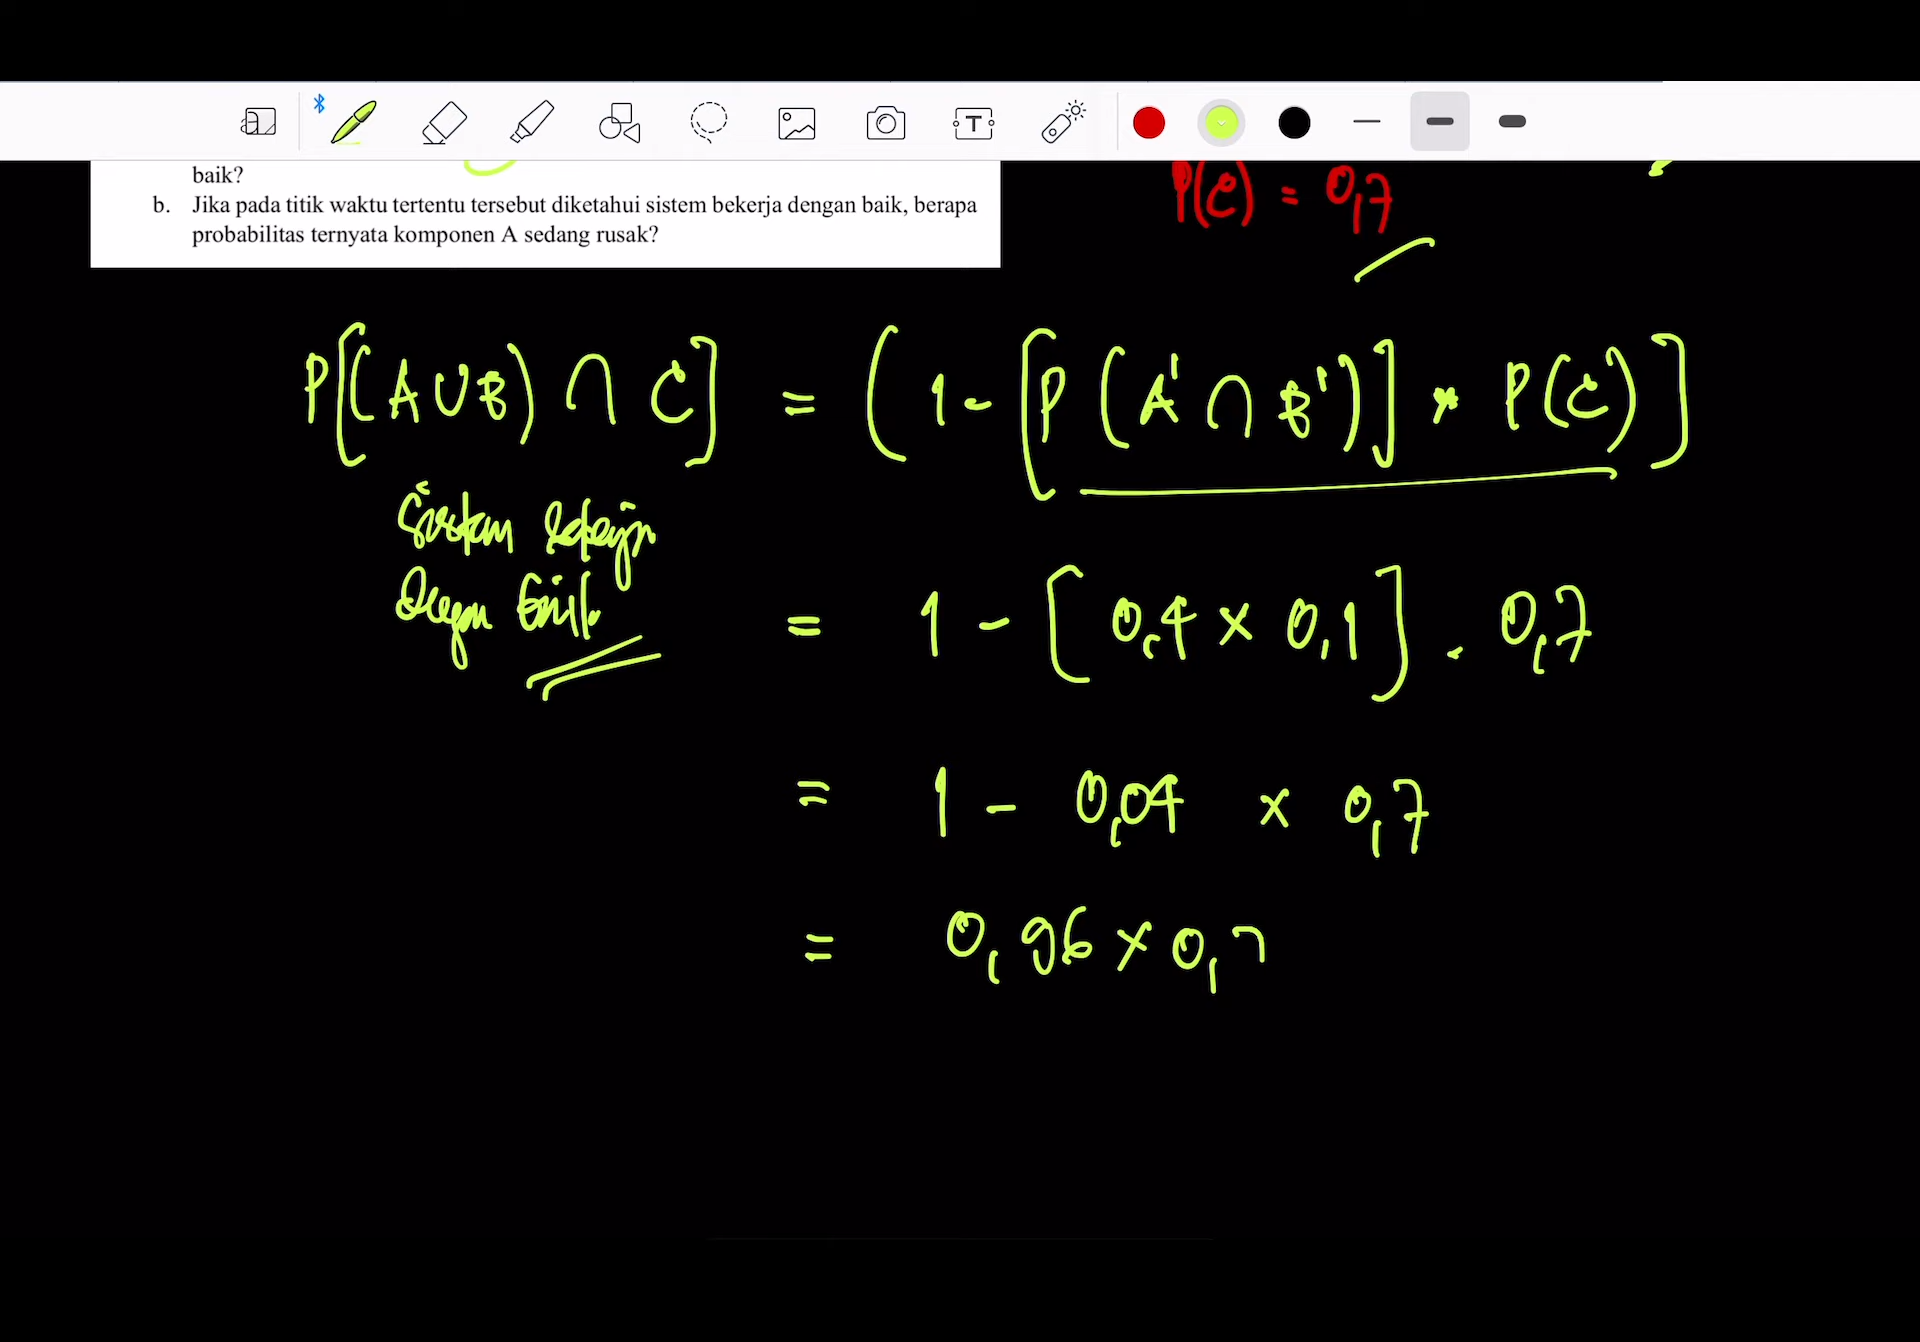 baik?
b. Jika pada titik waktu tertentu tersebut diketahui sistem bekerja dengan baik, berapa
probabilitas ternyata komponen A sedang rusak?
P(C) = 0,7
P[(A∪B) ∩ C] = (1 - [P(A' ∩ B')] * P(C)]
Sistem bekerja
dengan baik
= 1 - [0,4 x 0,1] . 0,7
= 1 - 0,04 x 0,7
= 0,96 x 0,7